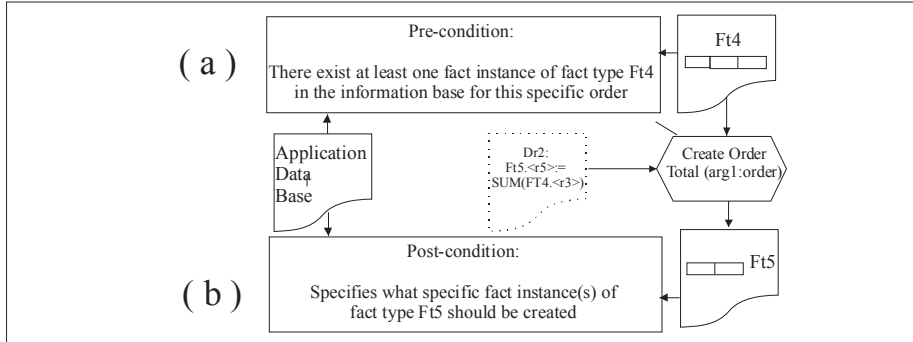 ( a )
Pre-condition:
There exist at least one fact instance of fact type Ft4
in the information base for this specific order
Ft4
Application
Data
Base
Dr2:
Ft5.<r5>:=
SUM(FT4.<r3>)
Create Order
Total (arg1:order)
( b )
Post-condition:
Specifies what specific fact instance(s) of
fact type Ft5 should be created
Ft5